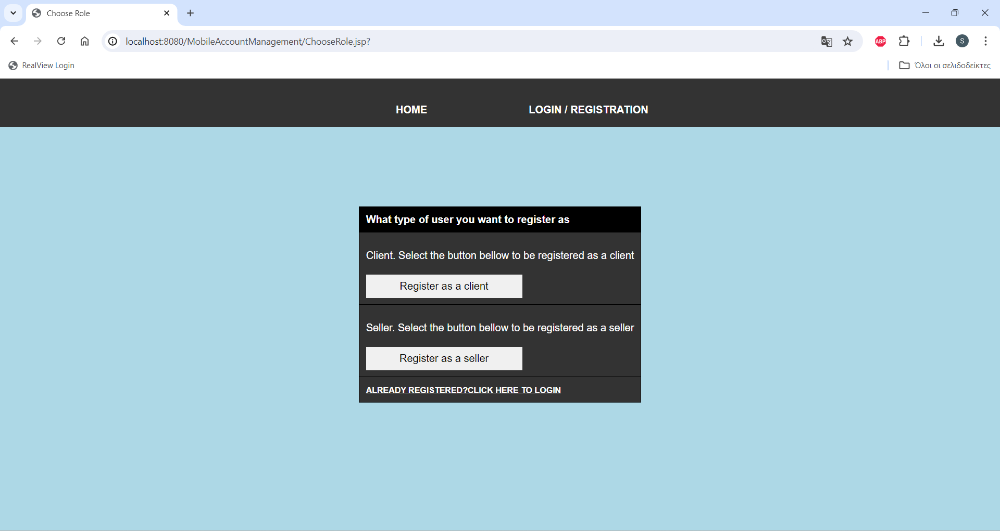 Choose Role
localhost:8080/MobileAccountManagement/ChooseRole.jsp?
ABP
S
RealView Login
Όλοι οι σελιδοδείκτες
HOME
LOGIN / REGISTRATION
What type of user you want to register as
Client. Select the button bellow to be registered as a client
Register as a client
Seller. Select the button bellow to be registered as a seller
Register as a seller
ALREADY REGISTERED?CLICK HERE TO LOGIN